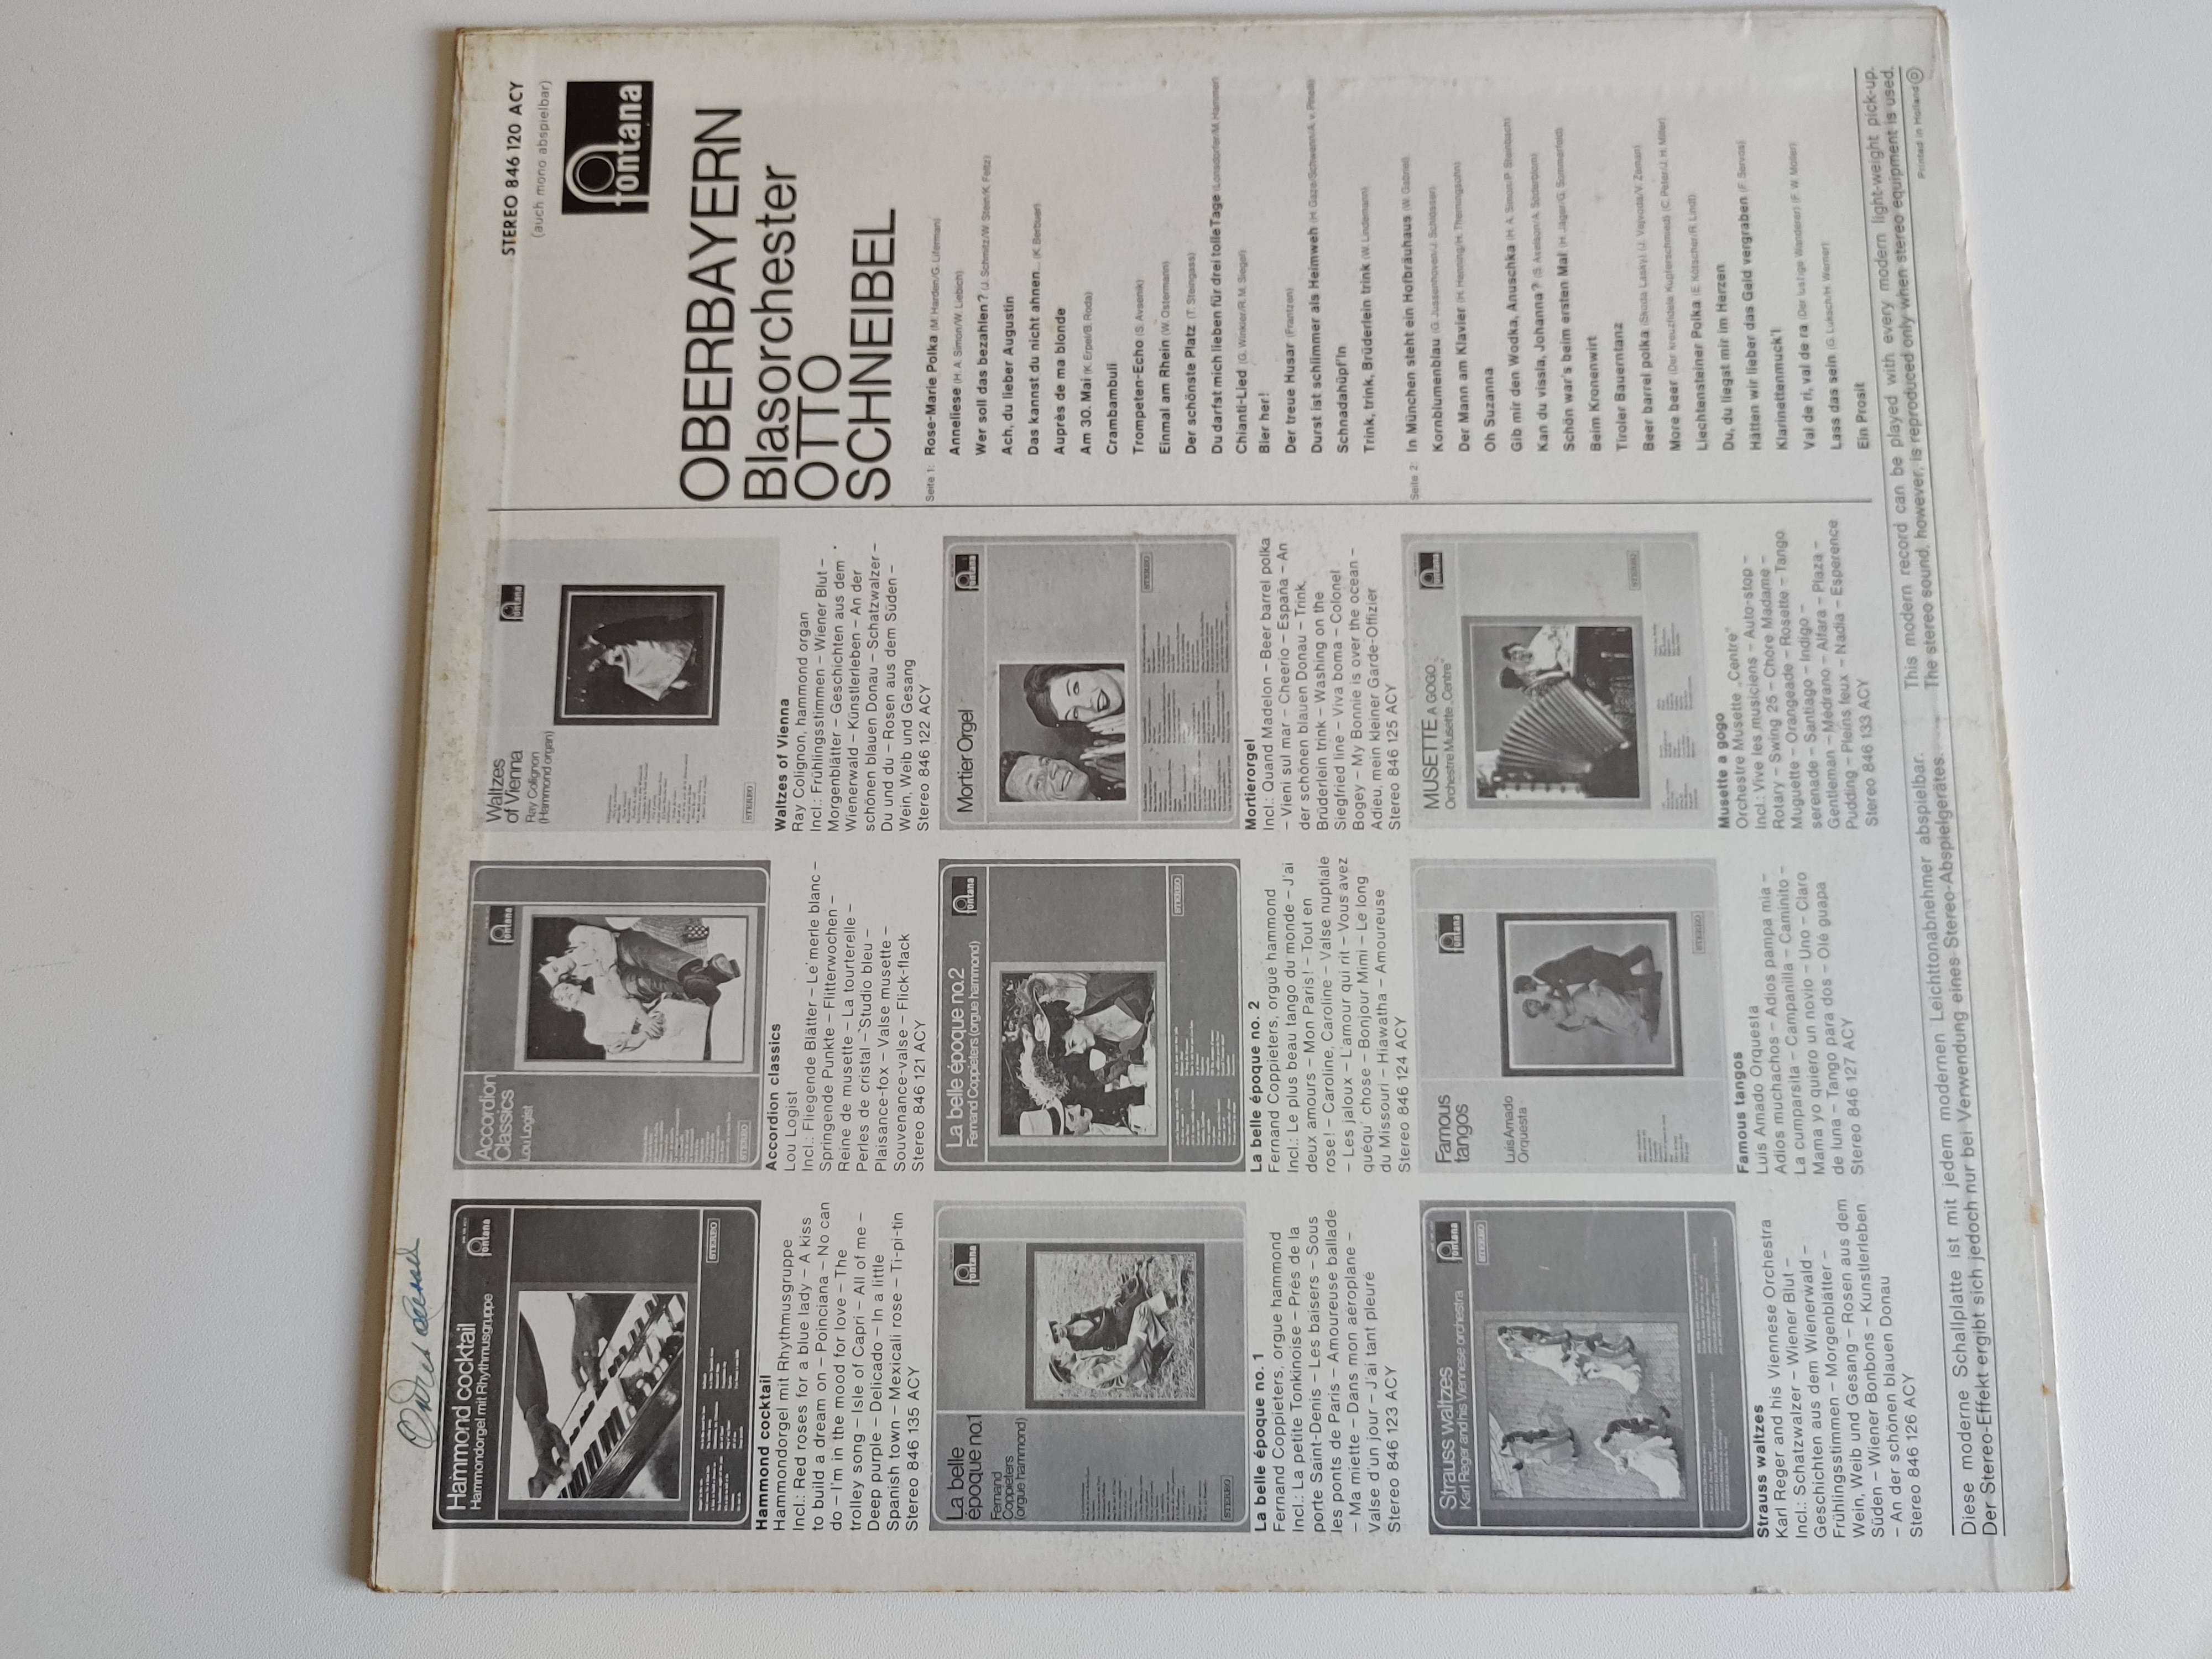 Hammond cocktail
Hammondorgel mit Rhythmusgruppe
fontana
STEREO
Hammond cocktail
Hammondorgel mit Rhythmusgruppe
Incl.: Red roses for a blue lady – A kiss
to build a dream on – Poinciana – No can
do – I'm in the mood for love – The
trolley song – Isle of Capri – All of me –
Deep purple – Delicado – In a little
Spanish town – Mexicali rose – Ti-pi-tin
Stereo 846 135 ACY
Accordion
Classics
Lou Logist
fontana
STEREO
Accordion classics
Lou Logist
Incl.: Fliegende Blätter – Le merle blanc –
Springende Punkte – Flitterwochen –
Reine de musette – La tourterelle –
Perles de cristal – Studio bleu –
Plaisance-fox – Valse musette –
Souvenance-valse – Flick-flack
Stereo 846 121 ACY
Waltzes
of Vienna
Ray Colignon
(Hammond organ)
fontana
STEREO
Waltzes of Vienna
Ray Colignon, hammond organ
Incl.: Frühlingsstimmen – Wiener Blut –
Morgenblätter – Geschichten aus dem
Wienerwald – Künstlerleben – An der
schönen blauen Donau – Schatzwalzer –
Du und du – Rosen aus dem Süden –
Wein, Weib und Gesang
Stereo 846 122 ACY
La belle
époque no.1
Fernand
Coppieters
(orgue hammond)
fontana
STEREO
La belle époque no. 1
Fernand Coppieters, orgue hammond
Incl.: La petite Tonkinoise – Près de la
porte Saint-Denis – Les baisers – Sous
les ponts de Paris – Amoureuse ballade
– Ma miette – Dans mon aéroplane –
Valse d'un jour – J'ai tant pleuré
Stereo 846 123 ACY
La belle époque no.2
Fernand Coppieters (orgue hammond)
fontana
STEREO
La belle époque no. 2
Fernand Coppieters, orgue hammond
Incl.: Le plus beau tango du monde – J'ai
deux amours – Mon Paris! – Tout en
rose! – Caroline, Caroline – Valse nuptiale
– Les jaloux – L'amour qui rit – Vous avez
quéqu' chose – Bonjour Mimi – Le long
du Missouri – Hiawatha – Amoureuse
Stereo 846 124 ACY
Mortier Orgel
fontana
STEREO
Mortierorgel
Incl.: Quand Madelon – Beer barrel polka
– Vieni sul mar – Cheerio – España – An
der schönen blauen Donau – Trink,
Brüderlein trink – Washing on the
Siegfried line – Viva boma – Colonel
Bogey – My Bonnie is over the ocean –
Adieu, mein kleiner Garde-Offizier
Stereo 846 125 ACY
Strauss waltzes
Karl Reger and his Viennese orchestra
fontana
STEREO
Strauss waltzes
Karl Reger and his Viennese Orchestra
Incl.: Schatzwalzer – Wiener Blut –
Geschichten aus dem Wienerwald –
Frühlingsstimmen – Morgenblätter –
Wein, Weib und Gesang – Rosen aus dem
Süden – Wiener Bonbons – Kunstlerleben
– An der schönen blauen Donau
Stereo 846 126 ACY
Famous
tangos
Luis Amado
Orquesta
fontana
STEREO
Famous tangos
Luis Amado Orquesta
Adios muchachos – Adios pampa mia –
La cumparsita – Campanilla – Caminito –
Mama yo quiero un novio – Uno – Claro
de luna – Tango para dos – Olé guapa
Stereo 846 127 ACY
MUSETTE A GOGO
Orchestre Musette „Centre"
fontana
STEREO
Musette a gogo
Orchestre Musette „Centre"
Incl.: Vive les musiciens – Auto-stop –
Rotary – Swing 25 – Chère Madame –
Muguette – Orangeade – Rosette – Tango
serenade – Santiago – Indigo –
Gentleman – Médrano – Alfara – Plaza –
Pudding – Pleins feux – Nadia – Esperence
Stereo 846 133 ACY
STEREO 846 120 ACY
(auch mono abspielbar)
fontana
OBERBAYERN
Blasorchester
OTTO
SCHNEIBEL
Seite 1: Rose-Marie Polka (M. Harden/G. Liferman)
Anneliese (H. A. Simon/W. Liebich)
Wer soll das bezahlen? (J. Schmitz/W. Stein/K. Feltz)
Ach, du lieber Augustin
Das kannst du nicht ahnen... (K. Berbuer)
Auprès de ma blonde
Am 30. Mai (K. Erpel/B. Roda)
Crambambuli
Trompeten-Echo (S. Avsenik)
Einmal am Rhein (W. Ostermann)
Der schönste Platz (T. Steingass)
Du darfst mich lieben für drei tolle Tage (Lonsdorfer/M. Hammer)
Chianti-Lied (G. Winkler/R. M. Siegel)
Bier her!
Der treue Husar (Frantzen)
Durst ist schlimmer als Heimweh (H. Gaze/Schwenn/A. v. Pinelli)
Schnadahüpf'ln
Trink, trink, Brüderlein trink (W. Lindemann)
Seite 2: In München steht ein Hofbräuhaus (W. Gabriel)
Kornblumenblau (G. Jussenhoven/J. Schlösser)
Der Mann am Klavier (H. Henning/H. Therningsohn)
Oh Suzanna
Gib mir den Wodka, Anuschka (H. A. Simon/P. Steinbach)
Kan du vissla, Johanna? (S. Axelson/A. Söderblom)
Schön war's beim ersten Mal (H. Jäger/G. Sommerfeld)
Beim Kronenwirt
Tiroler Bauerntanz
Beer barrel polka (Skoda Lasky) (J. Vejvoda/V. Zeman)
More beer (Der kreuzfidele Kupferschmied) (C. Peter/J. H. Miller)
Liechtensteiner Polka (E. Kötscher/R. Lindt)
Du, du liegst mir im Herzen
Hätten wir lieber das Geld vergraben (F. Servos)
Klarinettenmuck'l
Val de ri, val de ra (Der lustige Wanderer) (F. W. Möller)
Lass das sein (G. Luksch/H. Werner)
Ein Prosit
Diese moderne Schallplatte ist mit jedem modernen Leichttonabnehmer abspielbar.
Der Stereo-Effekt ergibt sich jedoch nur bei Verwendung eines Stereo-Abspielgerätes.
This modern record can be played with every modern light-weight pick-up.
The stereo sound, however, is reproduced only when stereo equipment is used.
Printed in Holland